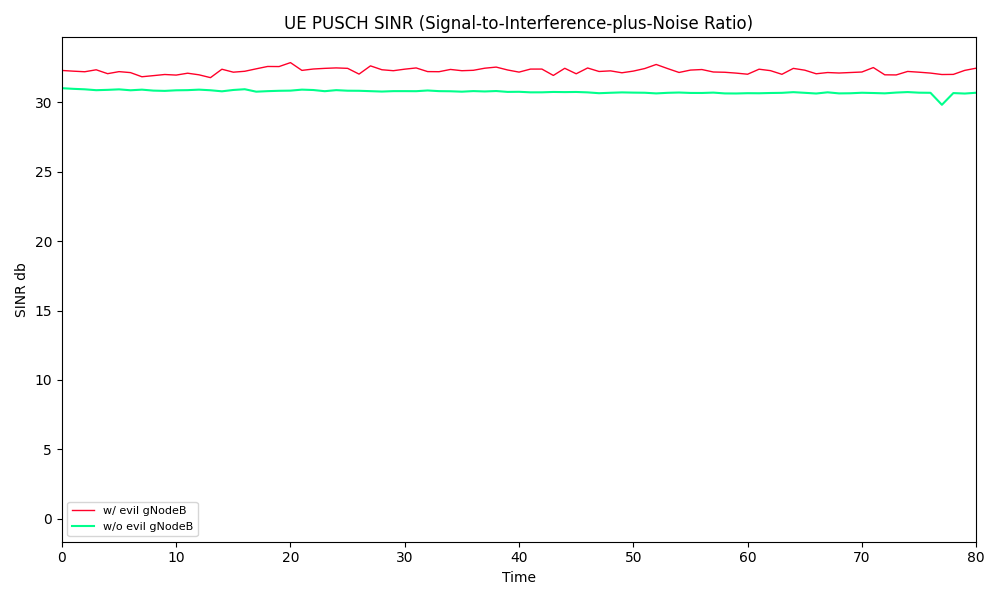 UE PUSCH SINR (Signal-to-Interference-plus-Noise Ratio)
SINR db
30
25
20
15
10
5
0
w/ evil gNodeB
w/o evil gNodeB
0 10 20 30 40 50 60 70 80
Time